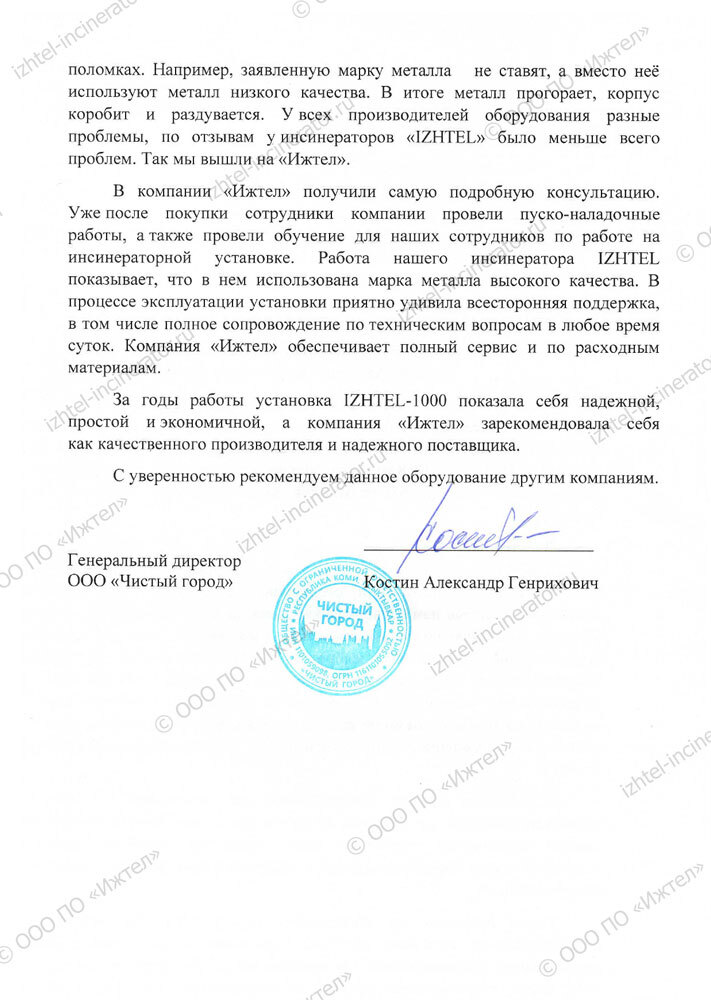 поломках. Например, заявленную марку металла не ставят, а вместо неё
используют металл низкого качества. В итоге металл прогорает, корпус
коробит и раздувается. У всех производителей оборудования разные
проблемы, по отзывам у инсинераторов «IZHTEL» было меньше всего
проблем. Так мы вышли на «Ижтел».
В компании «Ижтел» получили самую подробную консультацию.
Уже после покупки сотрудники компании провели пуско-наладочные
работы, а также провели обучение для наших сотрудников по работе на
инсинераторной установке. Работа нашего инсинератора IZHTEL
показывает, что в нем использована марка металла высокого качества. В
процессе эксплуатации установки приятно удивила всесторонняя поддержка,
в том числе полное сопровождение по техническим вопросам в любое время
суток. Компания «Ижтел» обеспечивает полный сервис и по расходным
материалам.
За годы работы установка IZHTEL-1000 показала себя надежной,
простой и экономичной, а компания «Ижтел» зарекомендовала себя
как качественного производителя и надежного поставщика.
С уверенностью рекомендуем данное оборудование другим компаниям.
Генеральный директор
ООО «Чистый город»
Костин Александр Генрихович
ОБЩЕСТВО С ОГРАНИЧЕННОЙ ОТВЕТСТВЕННОСТЬЮ
РЕСПУБЛИКА КОМИ СЫКТЫВКАР
ЧИСТЫЙ
ГОРОД
«ЧИСТЫЙ ГОРОД»
izhtel-incinerator.ru
© ООО ПО «Ижтел»